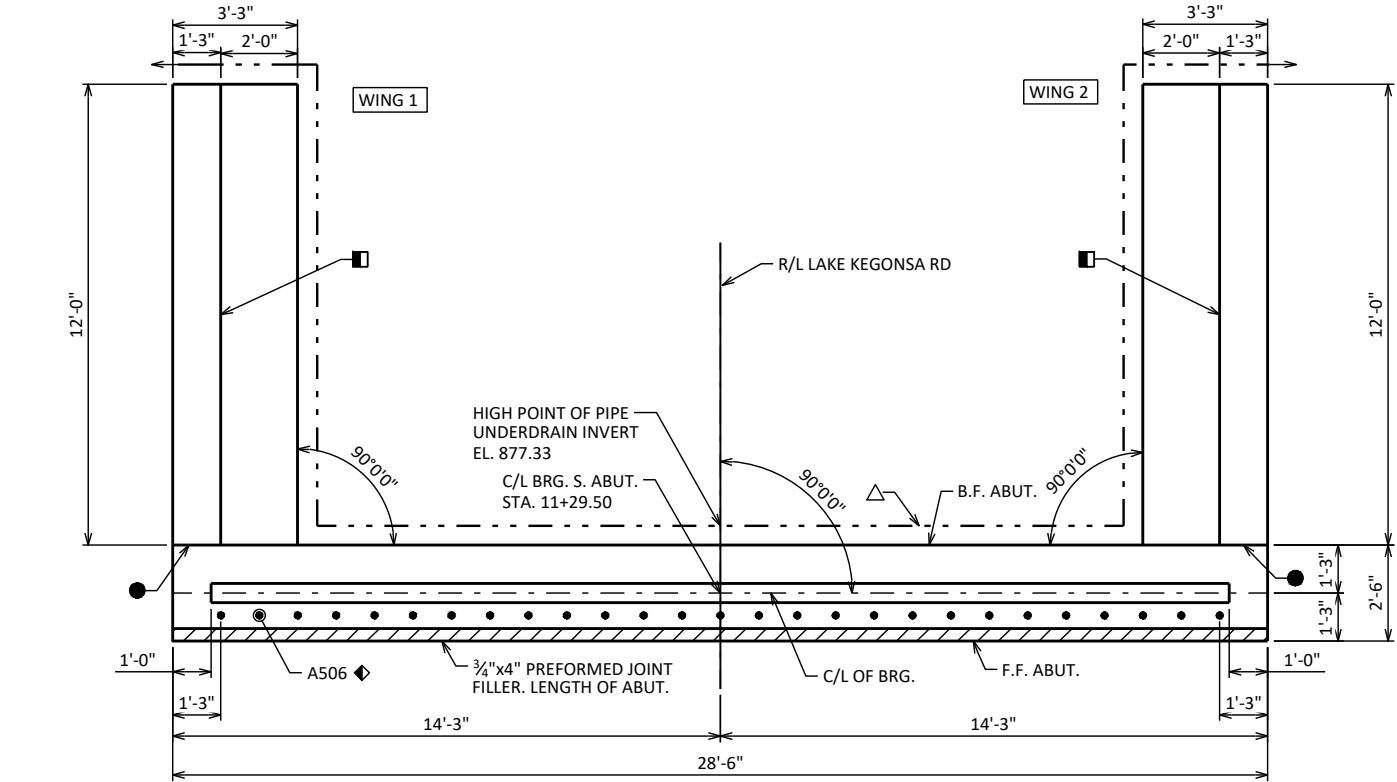 3'-3"
3'-3"
1'-3"
2'-0"
2'-0"
1'-3"
WING 1
WING 2
12'-0"
12'-0"
R/L LAKE KEGONSA RD
HIGH POINT OF PIPE
UNDERDRAIN INVERT
EL. 877.33
C/L BRG. S. ABUT.
STA. 11+29.50
90°0'0"
90°0'0"
90°0'0"
B.F. ABUT.
1'-3"
1'-3"
2'-6"
1'-0"
A506
¾"x4" PREFORMED JOINT
FILLER. LENGTH OF ABUT.
C/L OF BRG.
F.F. ABUT.
1'-0"
1'-3"
1'-3"
14'-3"
14'-3"
28'-6"